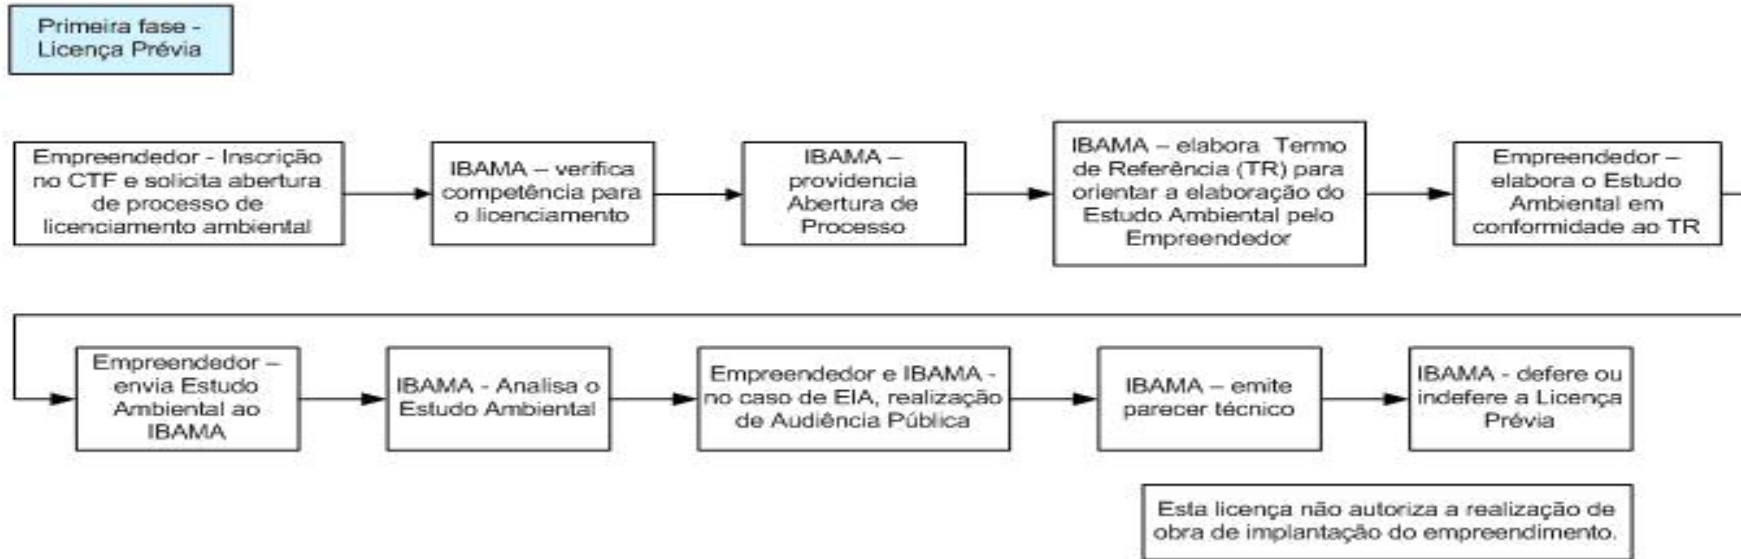 Primeira fase -
Licença Prévia
Empreendedor - Inscrição
no CTF e solicita abertura
de processo de
licenciamento ambiental
IBAMA – verifica
competência para
o licenciamento
IBAMA –
providencia
Abertura de
Processo
IBAMA – elabora Termo
de Referência (TR) para
orientar a elaboração do
Estudo Ambiental pelo
Empreendedor
Empreendedor –
elabora o Estudo
Ambiental em
conformidade ao TR
Empreendedor –
envia Estudo
Ambiental ao
IBAMA
IBAMA - Analisa o
Estudo Ambiental
Empreendedor e IBAMA -
no caso de EIA, realização
de Audiência Pública
IBAMA – emite
parecer técnico
IBAMA - defere ou
indefere a Licença
Prévia
Esta licença não autoriza a realização de
obra de implantação do empreendimento.